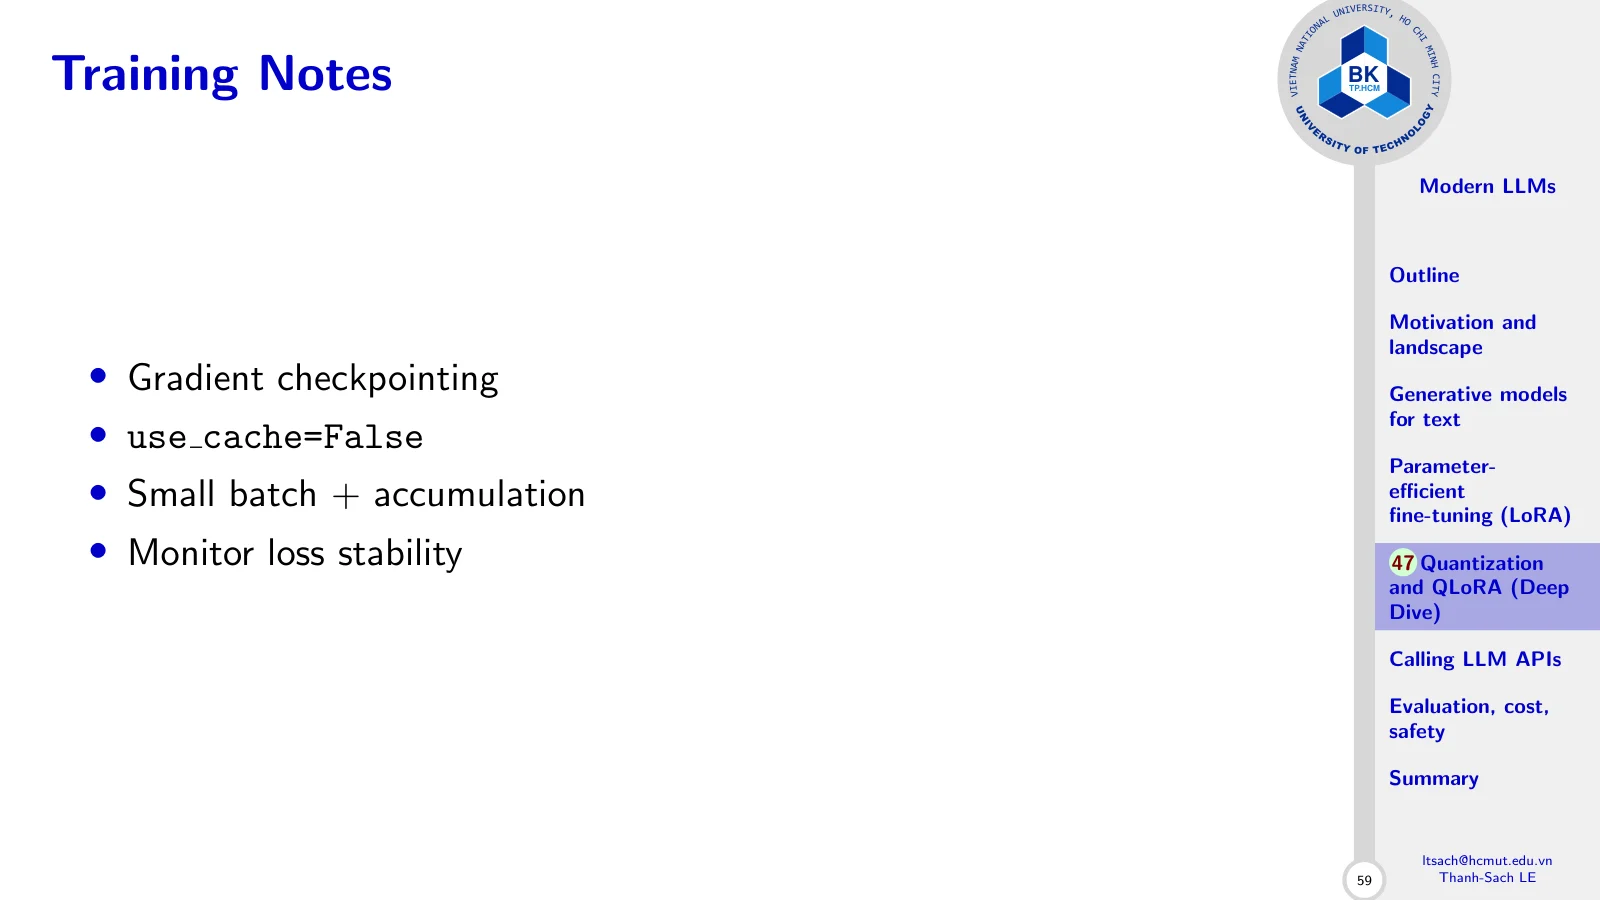 Training Notes
• Gradient checkpointing
• use_cache=False
• Small batch + accumulation
• Monitor loss stability
VIETNAM NATIONAL UNIVERSITY, HO CHI MINH CITY
BK
TP.HCM
UNIVERSITY OF TECHNOLOGY
Modern LLMs
Outline
Motivation and
landscape
Generative models
for text
Parameter-
efficient
fine-tuning (LoRA)
47 Quantization
and QLoRA (Deep
Dive)
Calling LLM APIs
Evaluation, cost,
safety
Summary
ltsach@hcmut.edu.vn
Thanh-Sach LE
59